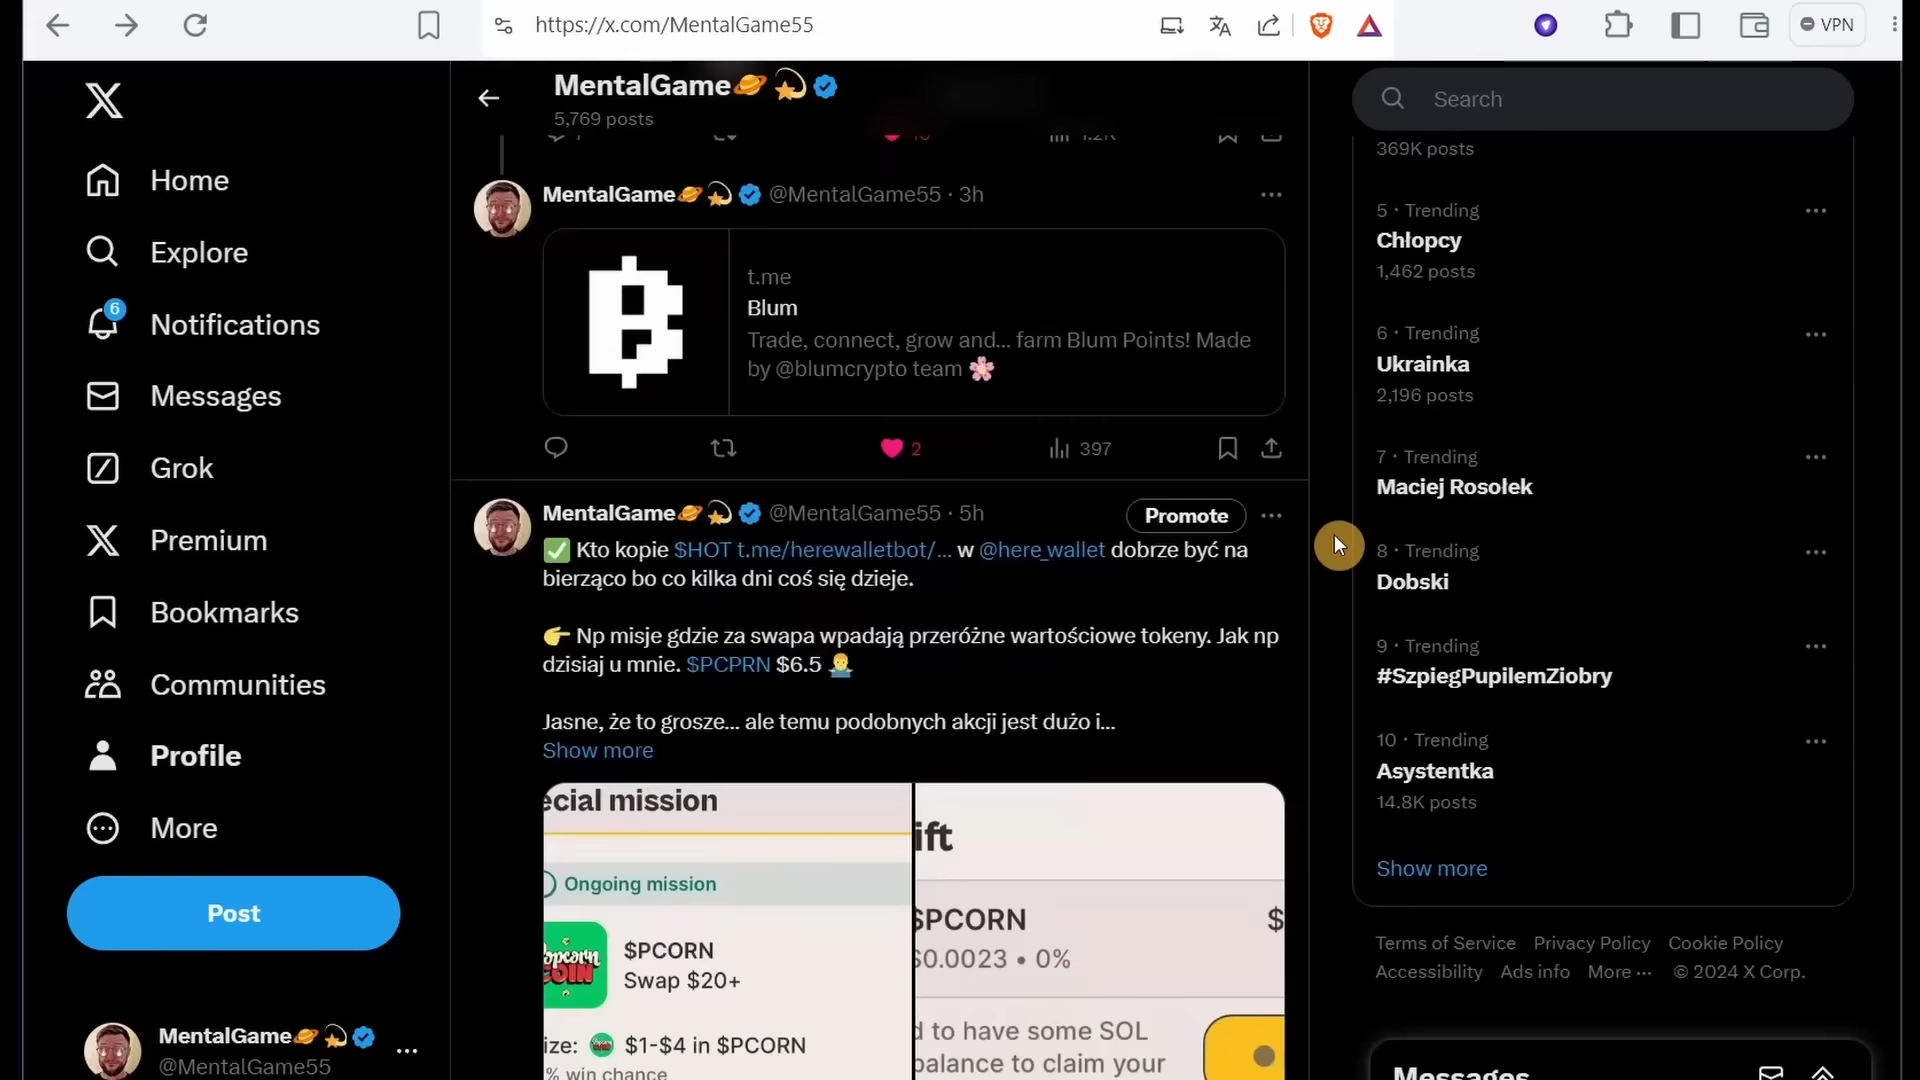 https://x.com/MentalGame55
VPN
MentalGame🪐💫
5,769 posts
Search
Home
Explore
6
Notifications
Messages
Grok
Premium
Bookmarks
Communities
Profile
More
Post
MentalGame🪐💫
@MentalGame55
MentalGame🪐💫 @MentalGame55 · 3h
t.me
Blum
Trade, connect, grow and... farm Blum Points! Made
by @blumcrypto team 🌸
2
397
MentalGame🪐💫 @MentalGame55 · 5h
Promote
✅ Kto kopie $HOT t.me/herewalletbot/... w @here_wallet dobrze być na
bierząco bo co kilka dni coś się dzieje.
👉 Np misje gdzie za swapa wpadają przeróżne wartościowe tokeny. Jak np
dzisiaj u mnie. $PCPRN $6.5 💁‍♂️
Jasne, że to grosze... ale temu podobnych akcji jest dużo i...
Show more
ecial mission
Ongoing mission
Popcorn
COIN
$PCORN
Swap $20+
ize: $1-$4 in $PCORN
% win chance
ift
$PCORN
$
$0.0023 • 0%
d to have some SOL
balance to claim your
369K posts
5 · Trending
Chłopcy
1,462 posts
6 · Trending
Ukrainka
2,196 posts
7 · Trending
Maciej Rosołek
8 · Trending
Dobski
9 · Trending
#SzpiegPupilemZiobry
10 · Trending
Asystentka
14.8K posts
Show more
Terms of Service Privacy Policy Cookie Policy
Accessibility Ads info More ··· © 2024 X Corp.
Messages